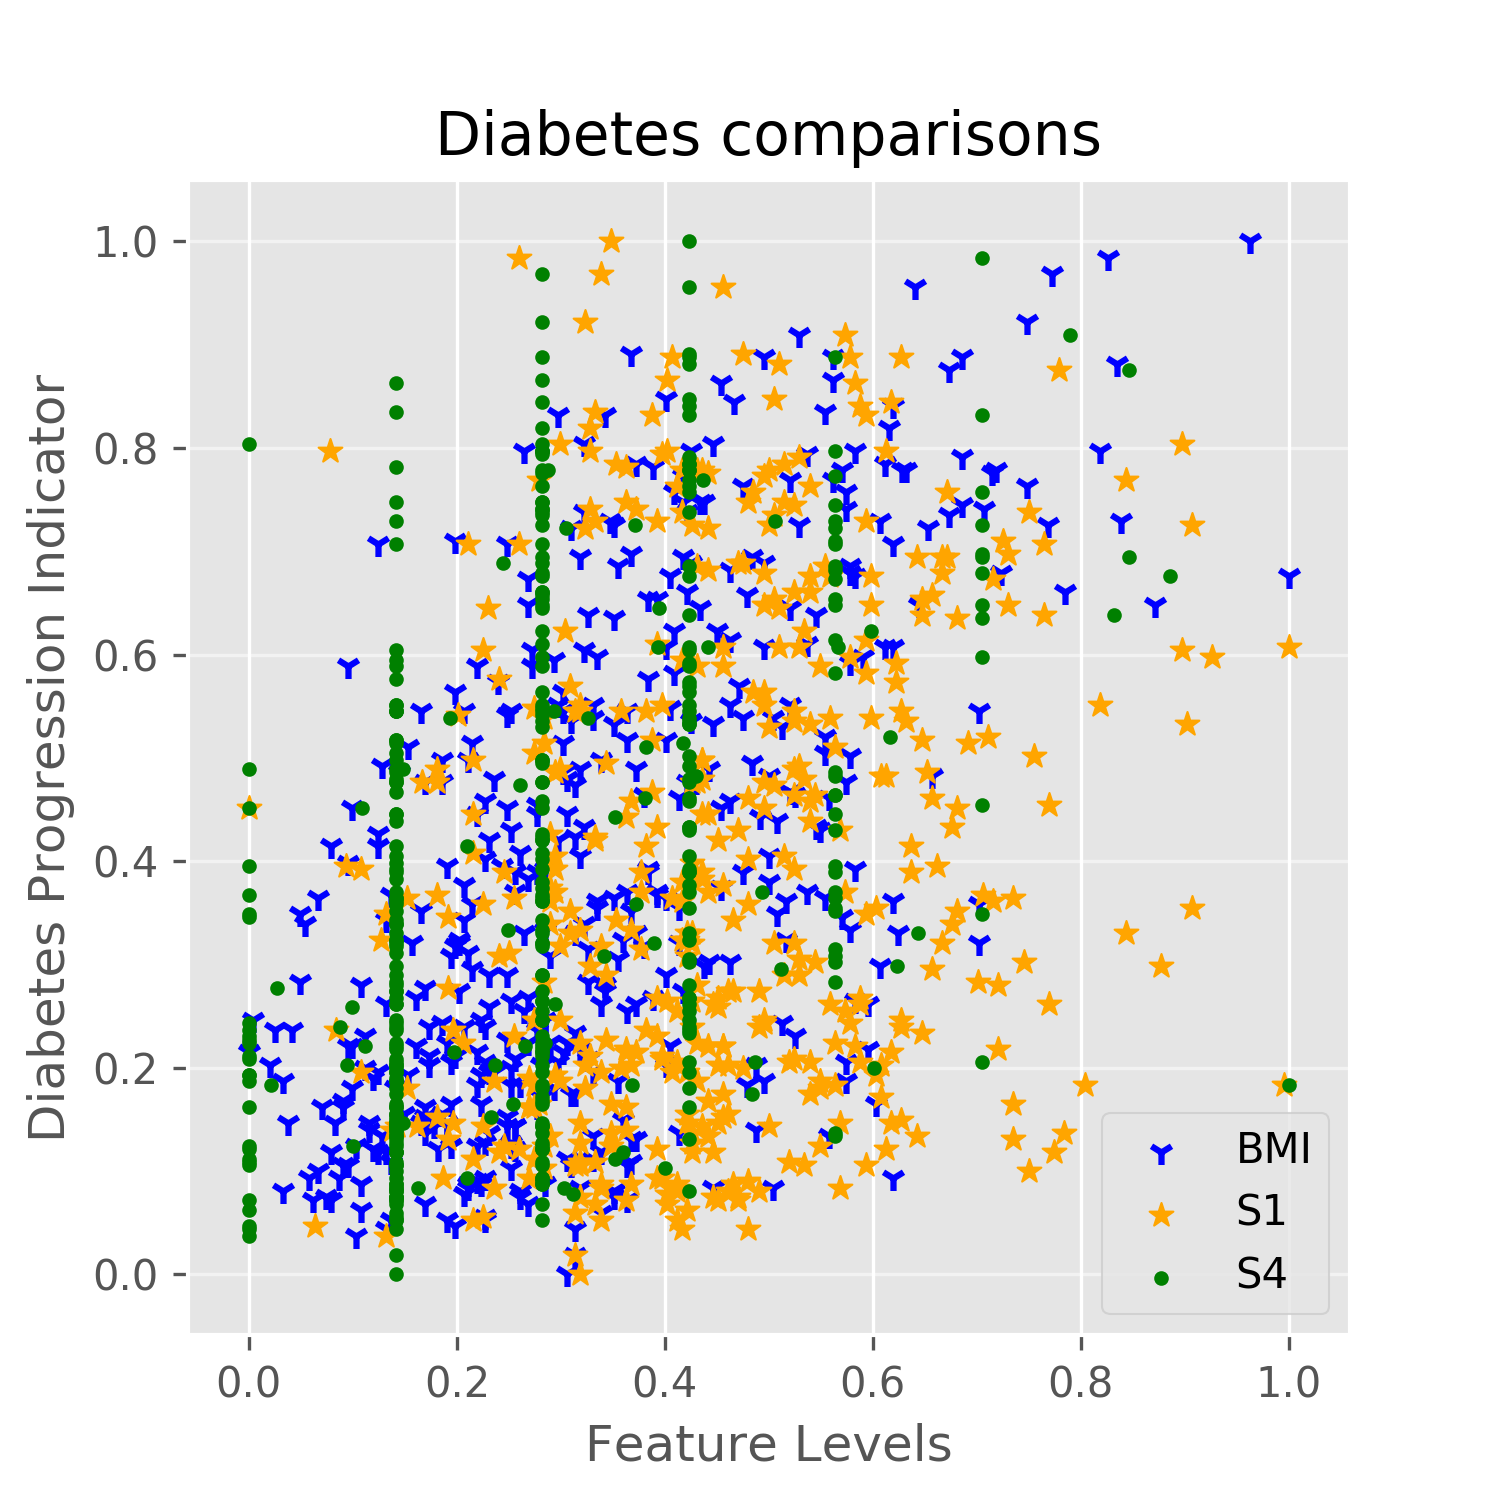 Diabetes comparisons
Diabetes Progression Indicator
1.0
0.8
0.6
0.4
0.2
0.0
BMI
S1
S4
0.0 0.2 0.4 0.6 0.8 1.0
Feature Levels